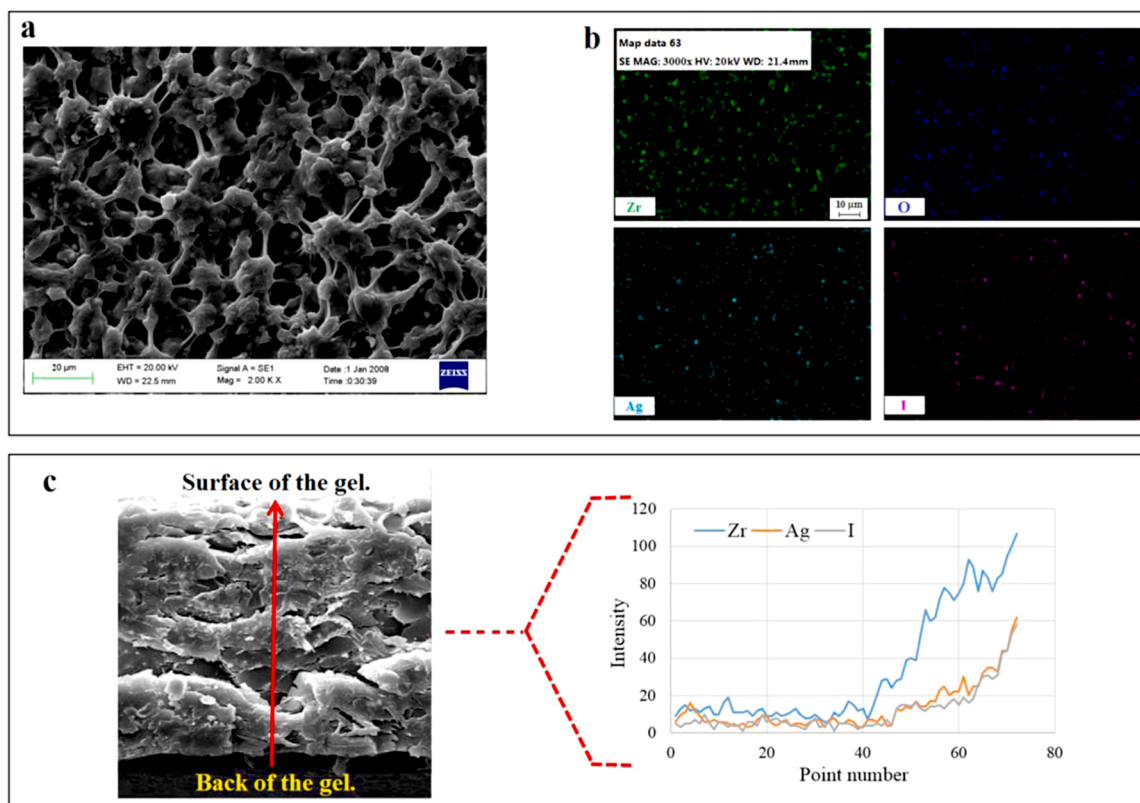 a
20 µm
EHT = 20.00 kV
WD = 22.5 mm
Signal A = SE1
Mag = 2.00 K X
Date :1 Jan 2008
Time :0:30:39
ZEISS
b
Map data 63
SE MAG: 3000x HV: 20kV WD: 21.4mm
Zr
10 µm
O
Ag
I
c
Surface of the gel.
Back of the gel.
Zr Ag I
Intensity
120
100
80
60
40
20
0
0 20 40 60 80
Point number